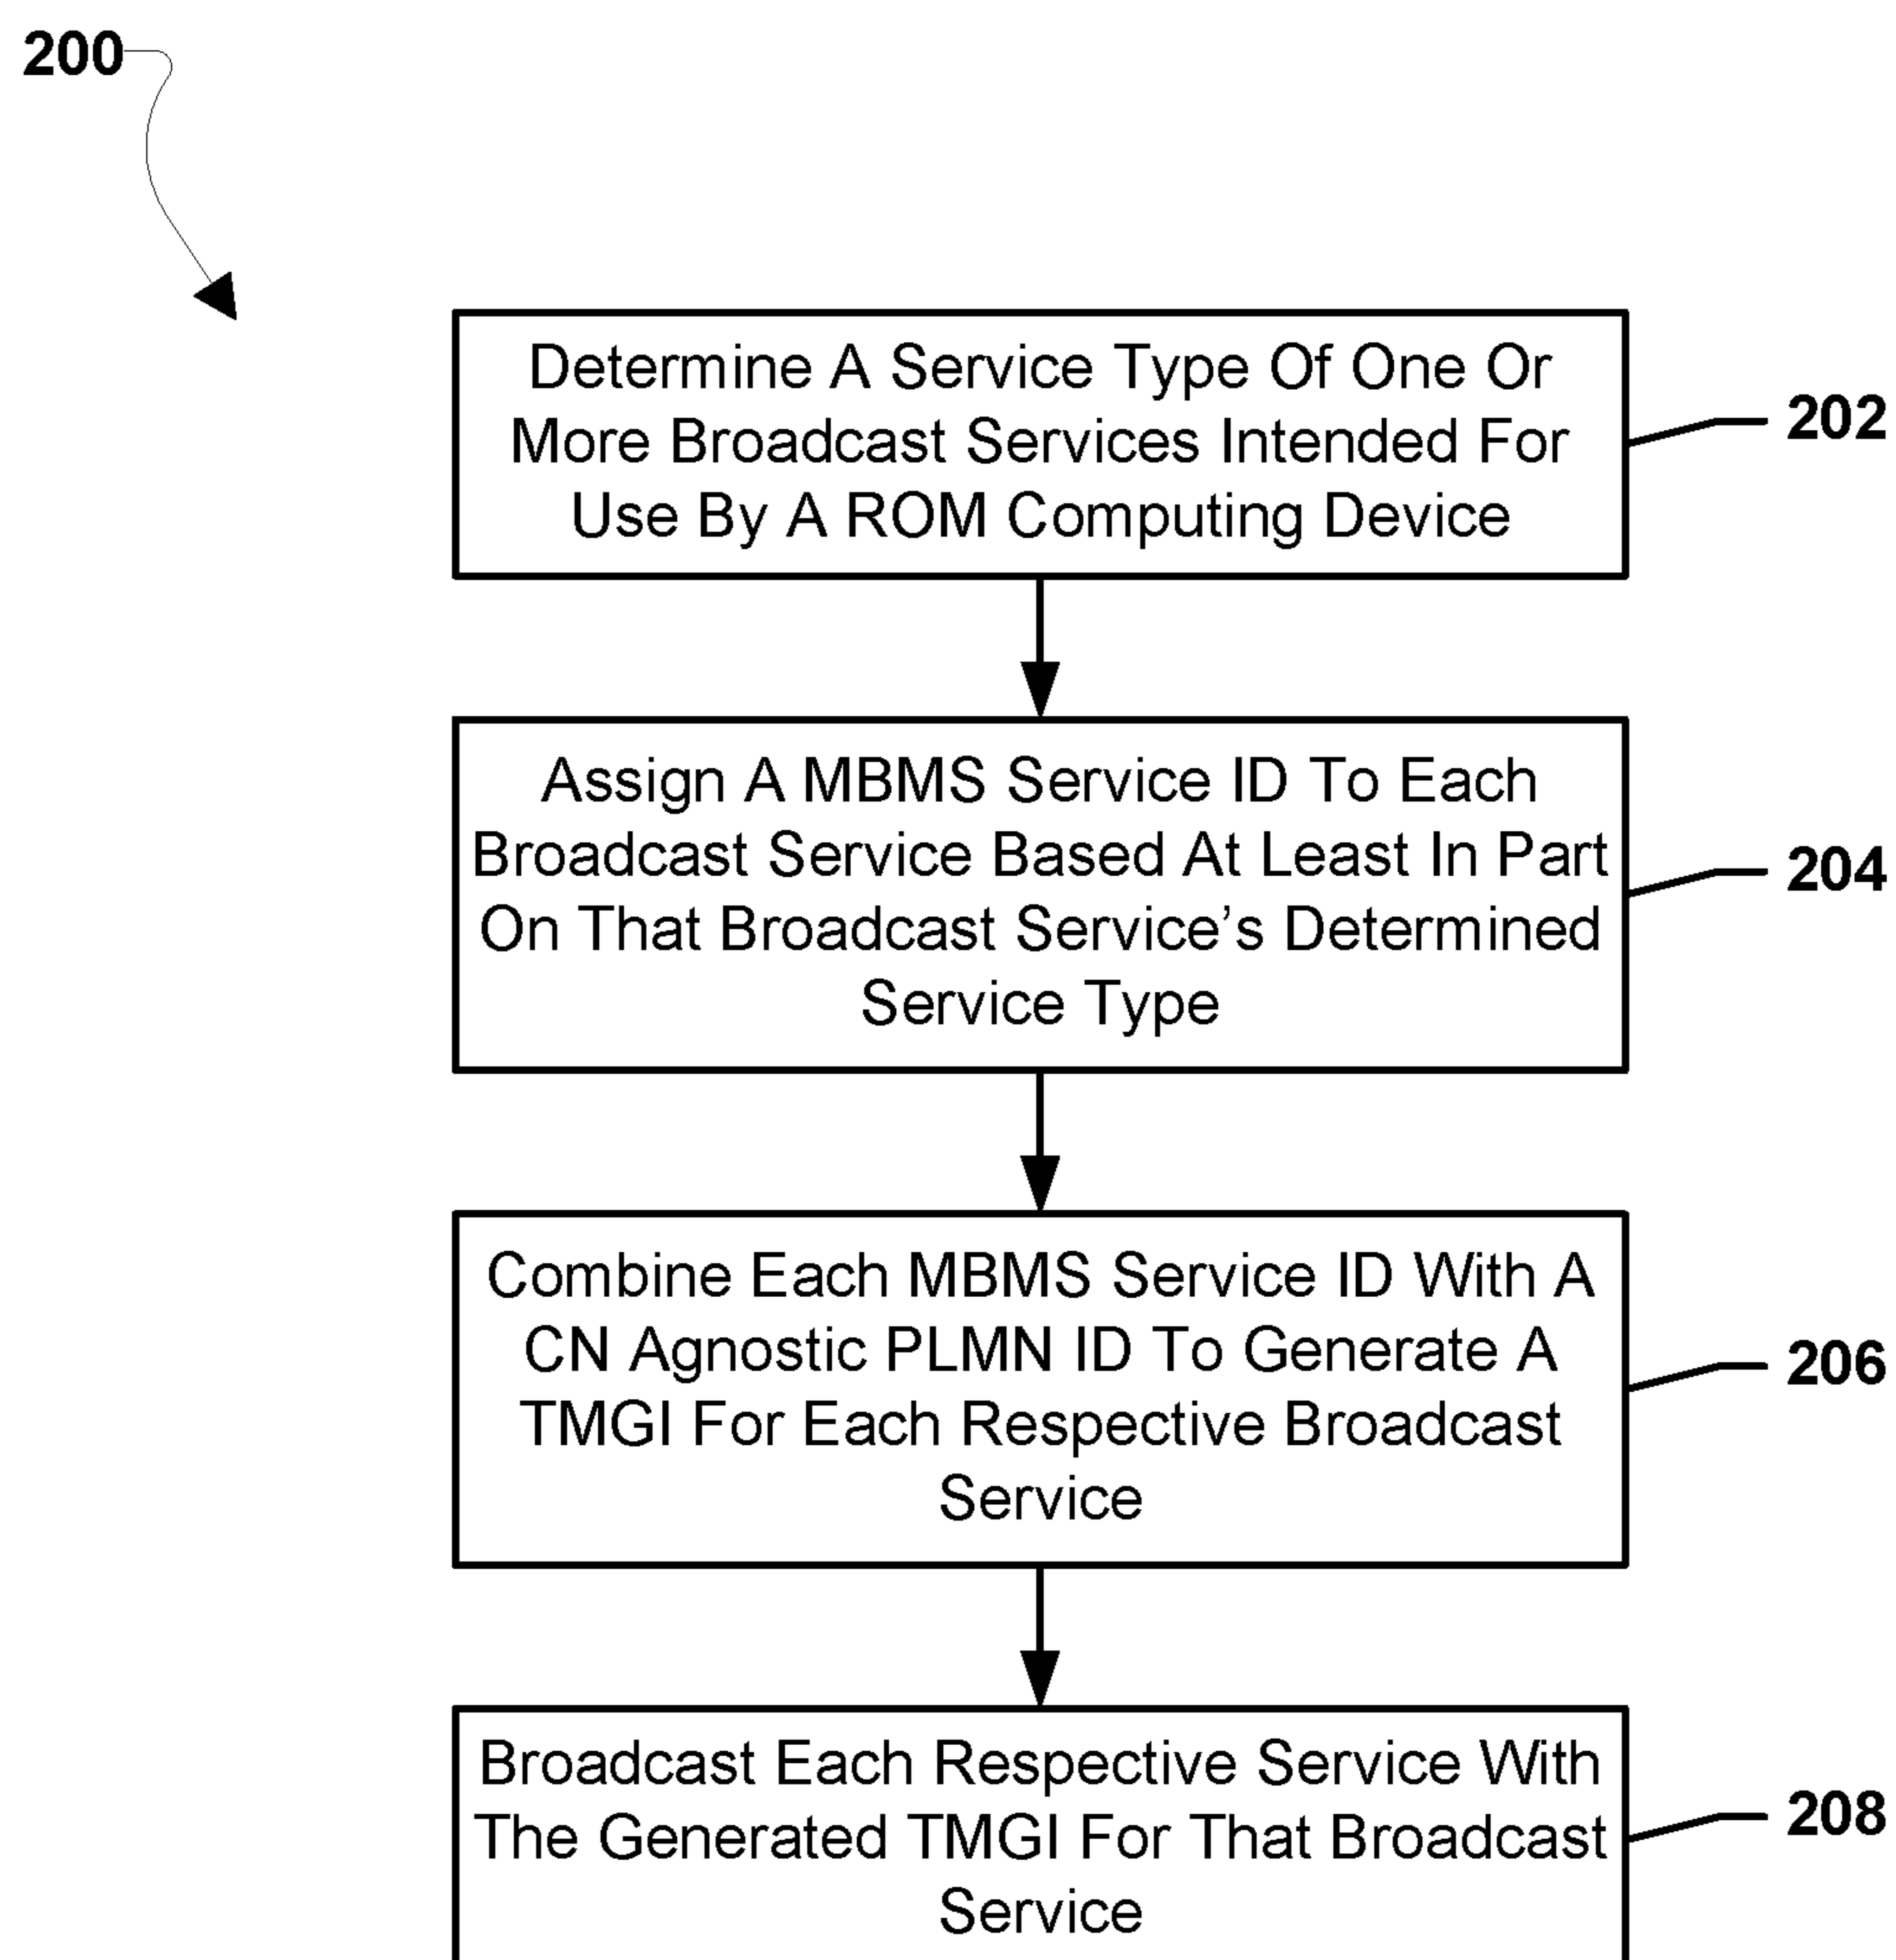 200
Determine A Service Type Of One Or
More Broadcast Services Intended For
Use By A ROM Computing Device
202
Assign A MBMS Service ID To Each
Broadcast Service Based At Least In Part
On That Broadcast Service’s Determined
Service Type
204
Combine Each MBMS Service ID With A
CN Agnostic PLMN ID To Generate A
TMGI For Each Respective Broadcast
Service
206
Broadcast Each Respective Service With
The Generated TMGI For That Broadcast
Service
208